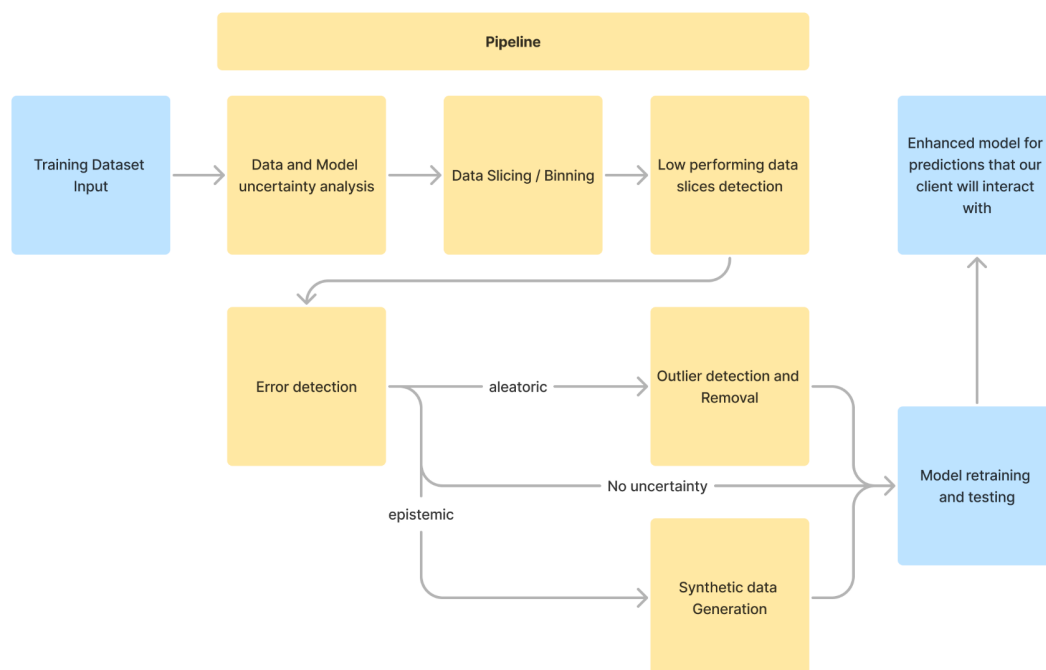 Pipeline
Training Dataset
Input
Data and Model
uncertainty analysis
Data Slicing / Binning
Low performing data
slices detection
Enhanced model for
predictions that our
client will interact
with
Error detection
aleatoric
Outlier detection and
Removal
No uncertainty
epistemic
Model retraining
and testing
Synthetic data
Generation